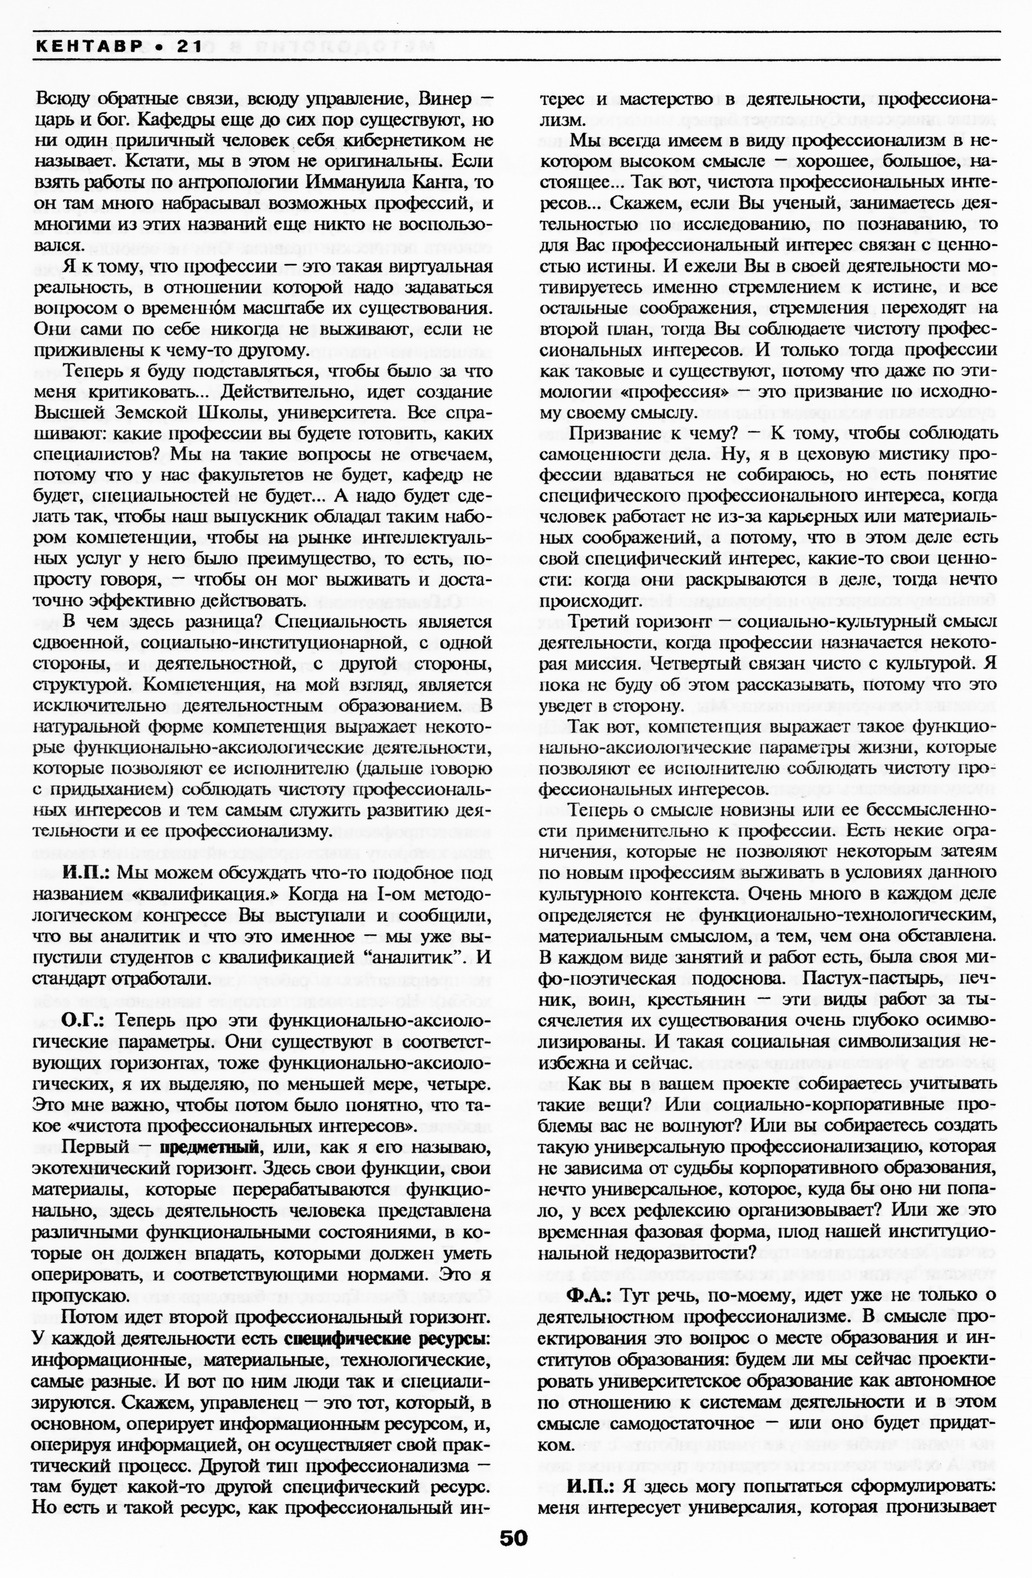 КЕНТАВР • 21
Всюду обратные связи, всюду управление, Винер —
царь и бог. Кафедры еще до сих пор существуют, но
ни один приличный человек себя кибернетиком не
называет. Кстати, мы в этом не оригинальны. Если
взять работы по антропологии Иммануила Канта, то
он там много набрасывал возможных профессий, и
многими из этих названий еще никто не воспользо-
вался.
Я к тому, что профессии — это такая виртуальная
реальность, в отношении которой надо задаваться
вопросом о временно́м масштабе их существования.
Они сами по себе никогда не выживают, если не
приживлены к чему-то другому.
Теперь я буду подставляться, чтобы было за что
меня критиковать... Действительно, идет создание
Высшей Земской Школы, университета. Все спра-
шивают: какие профессии вы будете готовить, каких
специалистов? Мы на такие вопросы не отвечаем,
потому что у нас факультетов не будет, кафедр не
будет, специальностей не будет... А надо будет сде-
лать так, чтобы наш выпускник обладал таким набо-
ром компетенции, чтобы на рынке интеллектуаль-
ных услуг у него было преимущество, то есть, по-
просту говоря, — чтобы он мог выживать и доста-
точно эффективно действовать.
В чем здесь разница? Специальность является
сдвоенной, социально-институционарной, с одной
стороны, и деятельностной, с другой стороны,
структурой. Компетенция, на мой взгляд, является
исключительно деятельностным образованием. В
натуральной форме компетенция выражает некото-
рые функционально-аксиологические деятельности,
которые позволяют ее исполнителю (дальше говорю
с придыханием) соблюдать чистоту профессиональ-
ных интересов и тем самым служить развитию дея-
тельности и ее профессионализму.
И.П.: Мы можем обсуждать что-то подобное под
названием «квалификация.» Когда на I-ом методо-
логическом конгрессе Вы выступали и сообщили,
что вы аналитик и что это именное — мы уже вы-
пустили студентов с квалификацией “аналитик”. И
стандарт отработали.
О.Г.: Теперь про эти функционально-аксиоло-
гические параметры. Они существуют в соответст-
вующих горизонтах, тоже функционально-аксиоло-
гических, я их выделяю, по меньшей мере, четыре.
Это мне важно, чтобы потом было понятно, что та-
кое «чистота профессиональных интересов».
Первый — предметный, или, как я его называю,
экотехнический горизонт. Здесь свои функции, свои
материалы, которые перерабатываются функцио-
нально, здесь деятельность человека представлена
различными функциональными состояниями, в ко-
торые он должен впадать, которыми должен уметь
оперировать, и соответствующими нормами. Это я
пропускаю.
Потом идет второй профессиональный горизонт.
У каждой деятельности есть специфические ресурсы:
информационные, материальные, технологические,
самые разные. И вот по ним люди так и специали-
зируются. Скажем, управленец — это тот, который, в
основном, оперирует информационным ресурсом, и,
оперируя информацией, он осуществляет свой прак-
тический процесс. Другой тип профессионализма —
там будет какой-то другой специфический ресурс.
Но есть и такой ресурс, как профессиональный ин-
терес и мастерство в деятельности, профессиона-
лизм.
Мы всегда имеем в виду профессионализм в не-
котором высоком смысле — хорошее, большое, на-
стоящее... Так вот, чистота профессиональных инте-
ресов... Скажем, если Вы ученый, занимаетесь дея-
тельностью по исследованию, по познаванию, то
для Вас профессиональный интерес связан с ценно-
стью истины. И ежели Вы в своей деятельности мо-
тивируетесь именно стремлением к истине, и все
остальные соображения, стремления переходят на
второй план, тогда Вы соблюдаете чистоту профес-
сиональных интересов. И только тогда профессии
как таковые и существуют, потому что даже по эти-
мологии «профессия» — это призвание по исходно-
му своему смыслу.
Призвание к чему? — К тому, чтобы соблюдать
самоценности дела. Ну, я в цеховую мистику про-
фессии вдаваться не собираюсь, но есть понятие
специфического профессионального интереса, когда
человек работает не из-за карьерных или материаль-
ных соображений, а потому, что в этом деле есть
свой специфический интерес, какие-то свои ценно-
сти: когда они раскрываются в деле, тогда нечто
происходит.
Третий горизонт — социально-культурный смысл
деятельности, когда профессии назначается некото-
рая миссия. Четвертый связан чисто с культурой. Я
пока не буду об этом рассказывать, потому что это
уведет в сторону.
Так вот, компетенция выражает такое функцио-
нально-аксиологические параметры жизни, которые
позволяют ее исполнителю соблюдать чистоту про-
фессиональных интересов.
Теперь о смысле новизны или ее бессмысленно-
сти применительно к профессии. Есть некие огра-
ничения, которые не позволяют некоторым затеям
по новым профессиям выживать в условиях данного
культурного контекста. Очень много в каждом деле
определяется не функционально-технологическим,
материальным смыслом, а тем, чем она обставлена.
В каждом виде занятий и работ есть, была своя ми-
фо-поэтическая подоснова. Пастух-пастырь, печ-
ник, воин, крестьянин — эти виды работ за ты-
сячелетия их существования очень глубоко осимво-
лизированы. И такая социальная символизация не-
избежна и сейчас.
Как вы в вашем проекте собираетесь учитывать
такие вещи? Или социально-корпоративные про-
блемы вас не волнуют? Или вы собираетесь создать
такую универсальную профессионализацию, которая
не зависима от судьбы корпоративного образования,
нечто универсальное, которое, куда бы оно ни попа-
ло, у всех рефлексию организовывает? Или же это
временная фазовая форма, плод нашей институцио-
нальной недоразвитости?
Ф.А.: Тут речь, по-моему, идет уже не только о
деятельностном профессионализме. В смысле про-
ектирования это вопрос о месте образования и ин-
ститутов образования: будем ли мы сейчас проекти-
ровать университетское образование как автономное
по отношению к системам деятельности и в этом
смысле самодостаточное — или оно будет придат-
ком.
И.П.: Я здесь могу попытаться сформулировать:
меня интересует универсалия, которая пронизывает
50